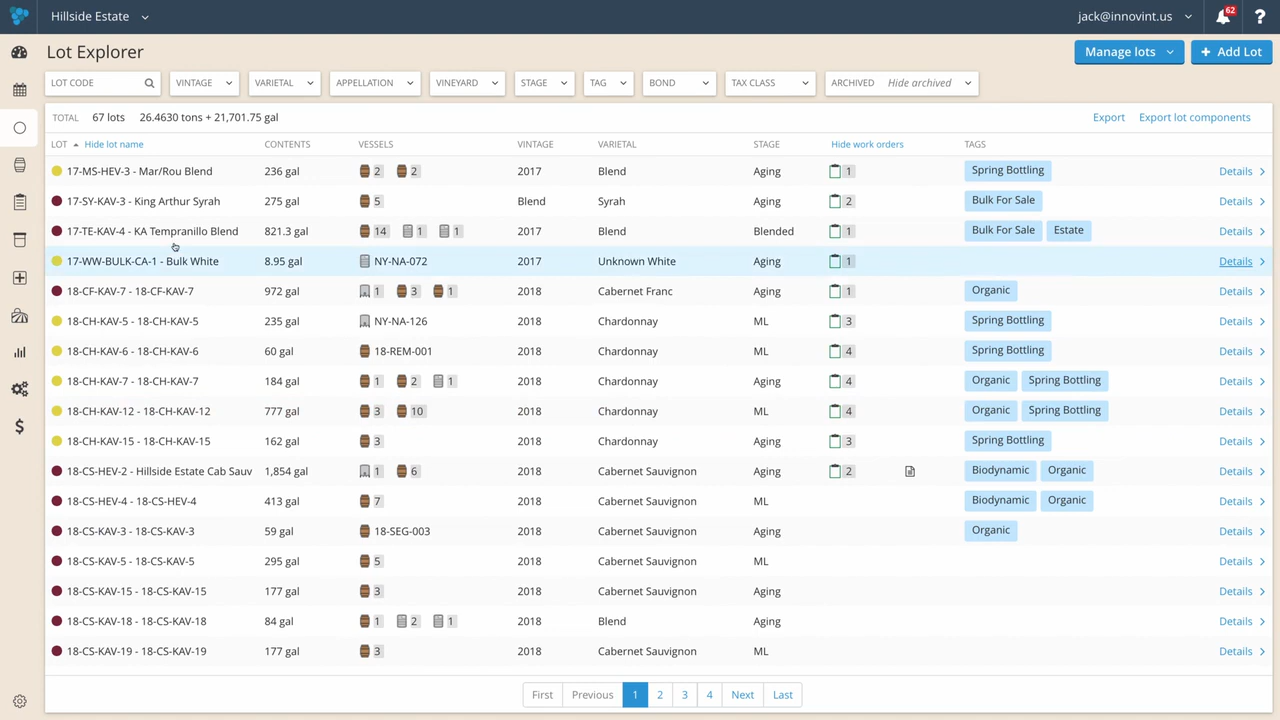 Hillside Estate
jack@innovint.us 62 ?
Lot Explorer
Manage lots + Add Lot
LOT CODE VINTAGE VARIETAL APPELLATION VINEYARD STAGE TAG BOND TAX CLASS ARCHIVED Hide archived
TOTAL 67 lots 26.4630 tons + 21,701.75 gal Export Export lot components
LOT Hide lot name CONTENTS VESSELS VINTAGE VARIETAL STAGE Hide work orders TAGS
17-MS-HEV-3 - Mar/Rou Blend 236 gal 2 2 2017 Blend Aging 1 Spring Bottling Details
17-SY-KAV-3 - King Arthur Syrah 275 gal 5 Blend Syrah Aging 2 Bulk For Sale Details
17-TE-KAV-4 - KA Tempranillo Blend 821.3 gal 14 1 1 2017 Blend Blended 1 Bulk For Sale Estate Details
17-WW-BULK-CA-1 - Bulk White 8.95 gal NY-NA-072 2017 Unknown White Aging 1 Details
18-CF-KAV-7 - 18-CF-KAV-7 972 gal 1 3 1 2018 Cabernet Franc Aging 1 Organic Details
18-CH-KAV-5 - 18-CH-KAV-5 235 gal NY-NA-126 2018 Chardonnay ML 3 Spring Bottling Details
18-CH-KAV-6 - 18-CH-KAV-6 60 gal 18-REM-001 2018 Chardonnay ML 4 Spring Bottling Details
18-CH-KAV-7 - 18-CH-KAV-7 184 gal 1 2 1 2018 Chardonnay Aging 4 Organic Spring Bottling Details
18-CH-KAV-12 - 18-CH-KAV-12 777 gal 3 10 2018 Chardonnay ML 4 Organic Spring Bottling Details
18-CH-KAV-15 - 18-CH-KAV-15 162 gal 3 2018 Chardonnay Aging 3 Spring Bottling Details
18-CS-HEV-2 - Hillside Estate Cab Sauv 1,854 gal 1 6 2018 Cabernet Sauvignon Aging 2 Biodynamic Organic Details
18-CS-HEV-4 - 18-CS-HEV-4 413 gal 7 2018 Cabernet Sauvignon ML Biodynamic Organic Details
18-CS-KAV-3 - 18-CS-KAV-3 59 gal 18-SEG-003 2018 Cabernet Sauvignon Aging Organic Details
18-CS-KAV-5 - 18-CS-KAV-5 295 gal 5 2018 Cabernet Sauvignon ML Details
18-CS-KAV-15 - 18-CS-KAV-15 177 gal 3 2018 Cabernet Sauvignon Aging Details
18-CS-KAV-18 - 18-CS-KAV-18 84 gal 1 2 1 2018 Blend Aging Details
18-CS-KAV-19 - 18-CS-KAV-19 177 gal 3 2018 Cabernet Sauvignon ML Details
First Previous 1 2 3 4 Next Last